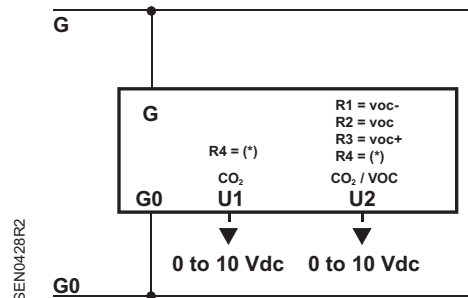 G
G
R1 = voc-
R2 = voc
R3 = voc+
R4 = (*)
R4 = (*)
CO₂
CO₂ / VOC
G0
U1
U2
0 to 10 Vdc
0 to 10 Vdc
G0
SEN0428R2